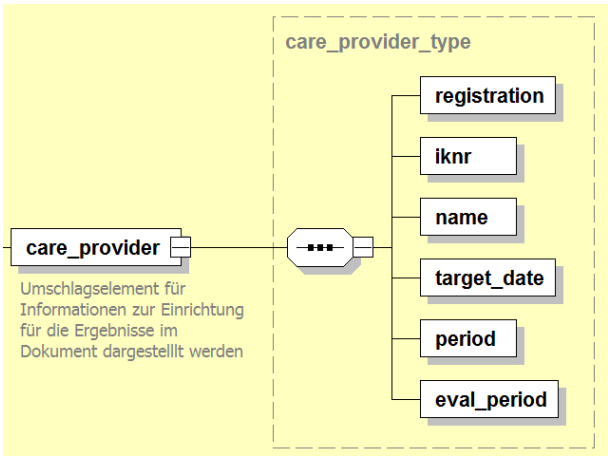 care_provider_type
registration
iknr
name
care_provider
target_date
period
eval_period
Umschlagselement für
Informationen zur Einrichtung
für die Ergebnisse im
Dokument dargestelllt werden